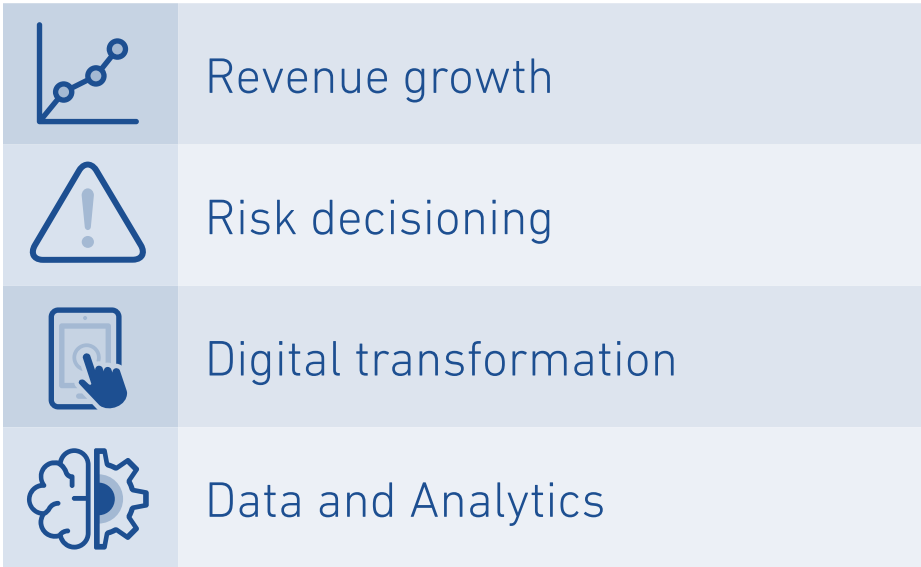 Revenue growth
Risk decisioning
Digital transformation
Data and Analytics